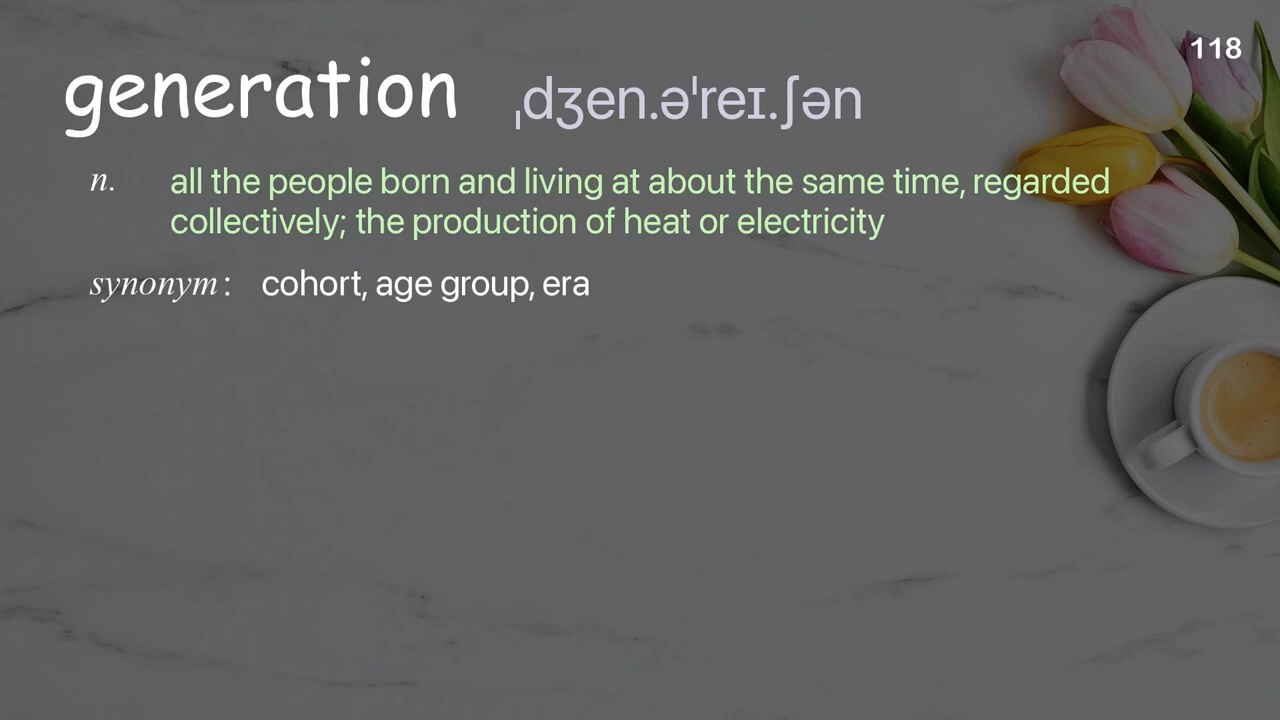 118
generation ˌdʒen.əˈreɪ.ʃən
n. all the people born and living at about the same time, regarded
collectively; the production of heat or electricity
synonym: cohort, age group, era